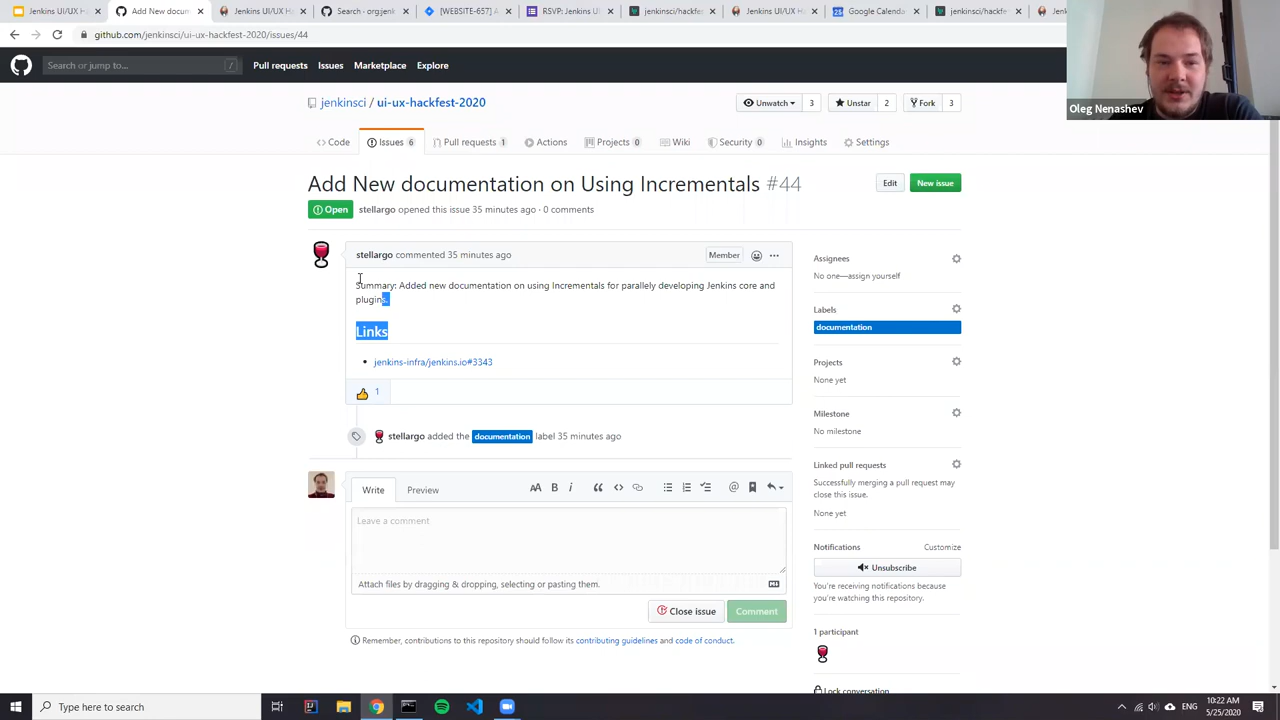 Jenkins UI/UX H
Add New docum
Jenkins UI/UX H
Search · orgjenk
[WEBSITE-657] A
RSVP: Jenkins U
jenkinsci/hackfes
Jenkins UI/UX H
Google Calenda
jenkinsci/hackfe
Jenki
github.com/jenkinsci/ui-ux-hackfest-2020/issues/44
Search or jump to...
/
Pull requests
Issues
Marketplace
Explore
Oleg Nenashev
jenkinsci / ui-ux-hackfest-2020
Unwatch 3
Unstar 2
Fork 3
Code
Issues 6
Pull requests 1
Actions
Projects 0
Wiki
Security 0
Insights
Settings
Add New documentation on Using Incrementals #44
Edit
New issue
Open
stellargo opened this issue 35 minutes ago · 0 comments
stellargo commented 35 minutes ago
Member
Summary: Added new documentation on using Incrementals for parallely developing Jenkins core and
plugins.
Links
jenkins-infra/jenkins.io#3343
1
stellargo added the documentation label 35 minutes ago
Write
Preview
AA B i
Leave a comment
Attach files by dragging & dropping, selecting or pasting them.
Close issue
Comment
Remember, contributions to this repository should follow its contributing guidelines and code of conduct.
Assignees
No one—assign yourself
Labels
documentation
Projects
None yet
Milestone
No milestone
Linked pull requests
Successfully merging a pull request may
close this issue.
None yet
Notifications
Customize
Unsubscribe
You're receiving notifications because
you're watching this repository.
1 participant
Lock conversation
Type here to search
ENG
10:22 AM
5/25/2020